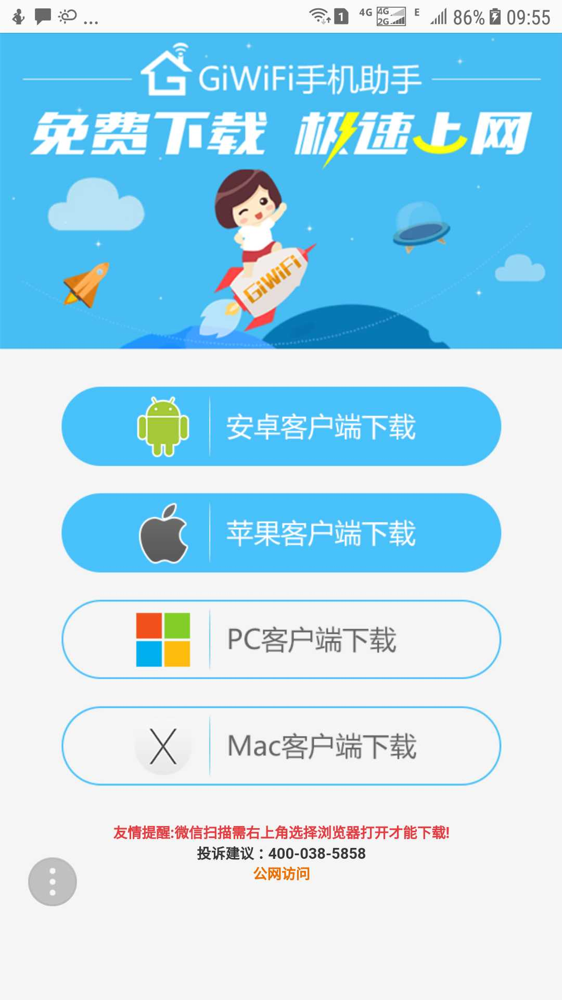 ... 1 4G 4G 2G E 86% 09:55
GiWiFi手机助手
免费下载 极速上网
GiWiFi
安卓客户端下载
苹果客户端下载
PC客户端下载
Mac客户端下载
友情提醒:微信扫描需右上角选择浏览器打开才能下载!
投诉建议：400-038-5858
公网访问